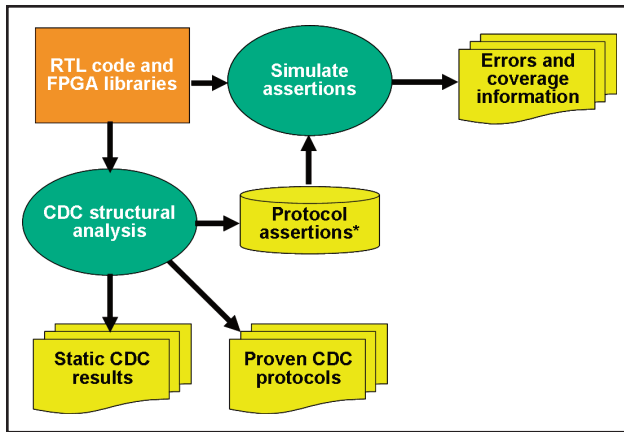 RTL code and
FPGA libraries
Simulate
assertions
Errors and
coverage
information
CDC structural
analysis
Protocol
assertions*
Static CDC
results
Proven CDC
protocols